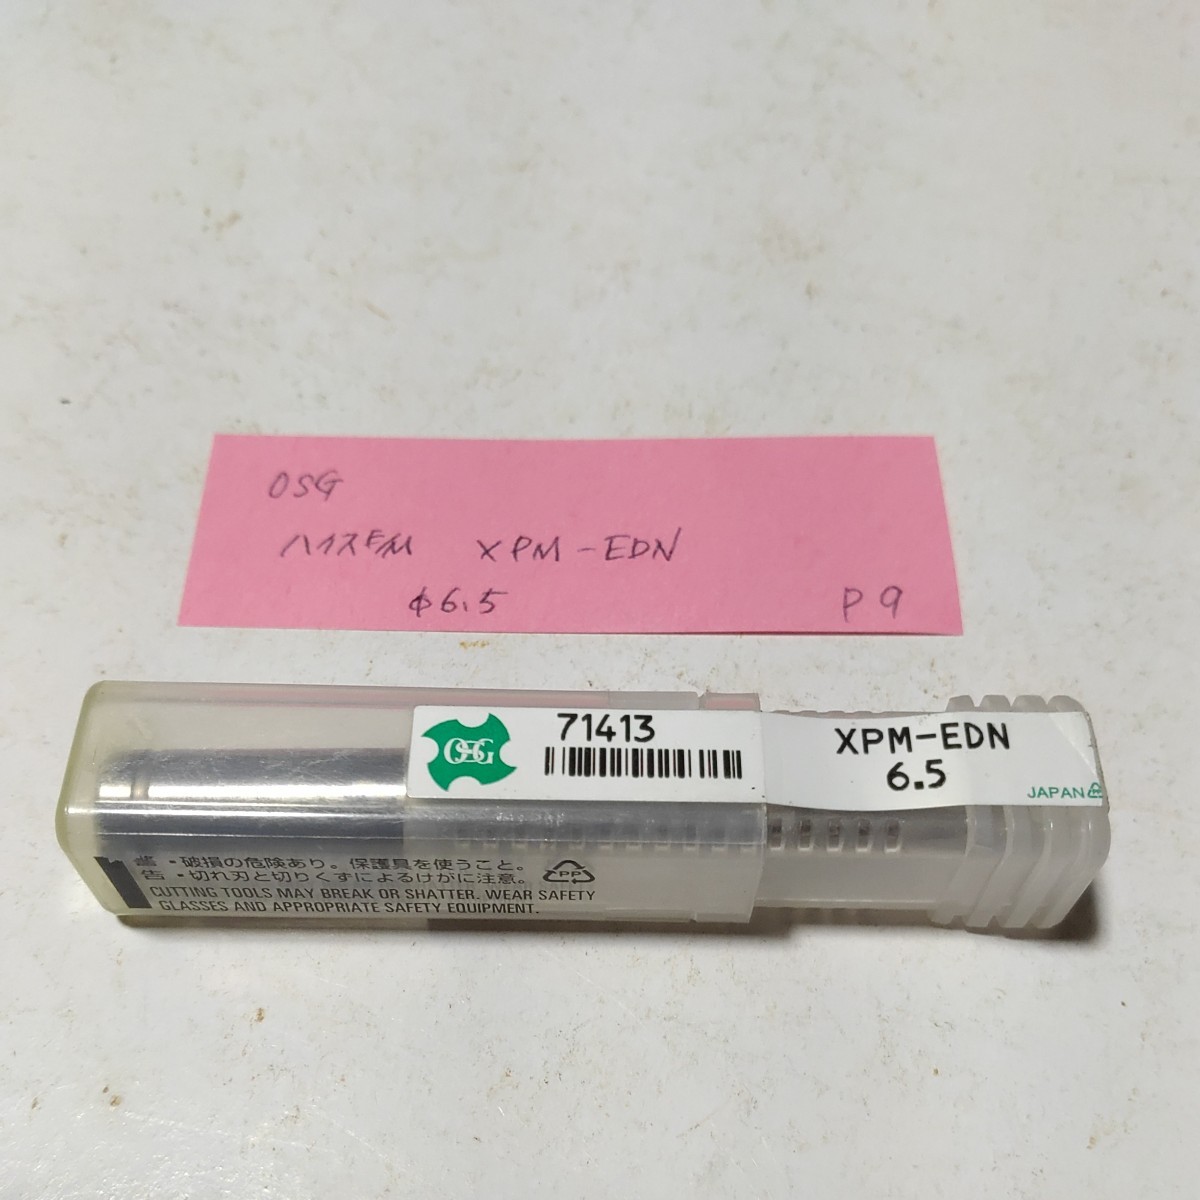 OSG
ハイスE/M XPM-EDN
φ6.5 P9
OSG
71413
XPM-EDN
6.5
JAPAN
警告
・破損の危険あり。保護具を使うこと。
・切れ刃と切りくずによるけがに注意。
PP
CUTTING TOOLS MAY BREAK OR SHATTER. WEAR SAFETY
GLASSES AND APPROPRIATE SAFETY EQUIPMENT.